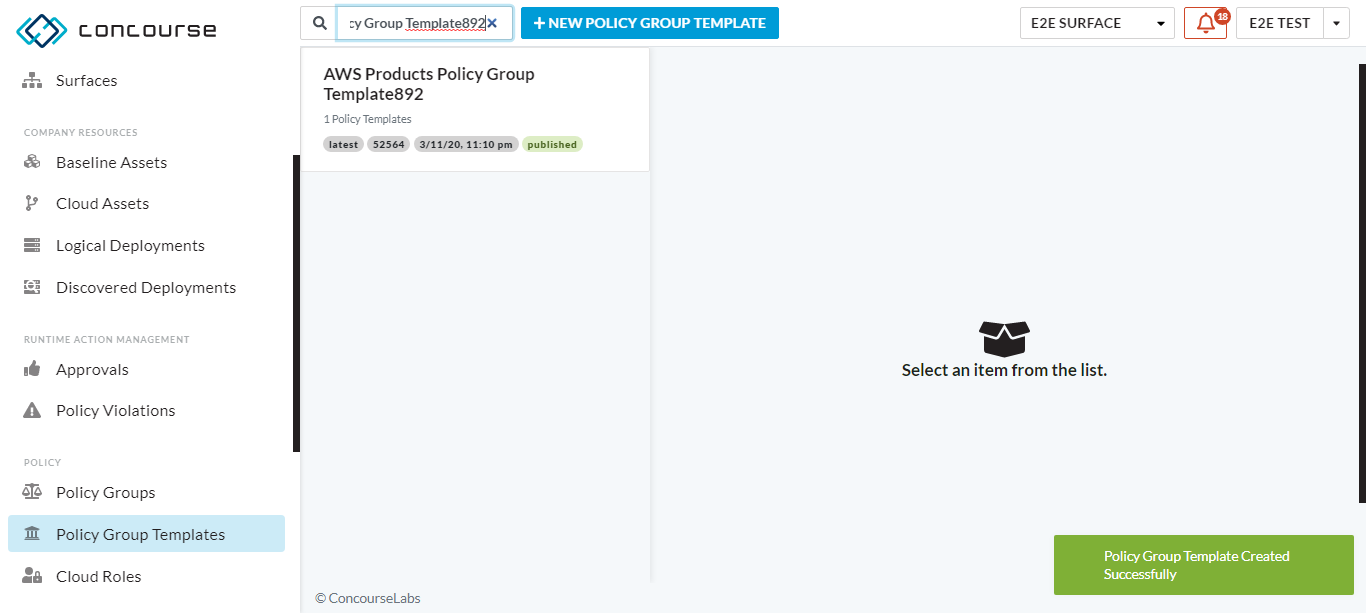 concourse
cy Group Template892
NEW POLICY GROUP TEMPLATE
E2E SURFACE
18
E2E TEST
Surfaces
COMPANY RESOURCES
Baseline Assets
Cloud Assets
Logical Deployments
Discovered Deployments
RUNTIME ACTION MANAGEMENT
Approvals
Policy Violations
POLICY
Policy Groups
Policy Group Templates
Cloud Roles
AWS Products Policy Group
Template892
1 Policy Templates
latest 52564 3/11/20, 11:10 pm published
Select an item from the list.
Policy Group Template Created
Successfully
© ConcourseLabs